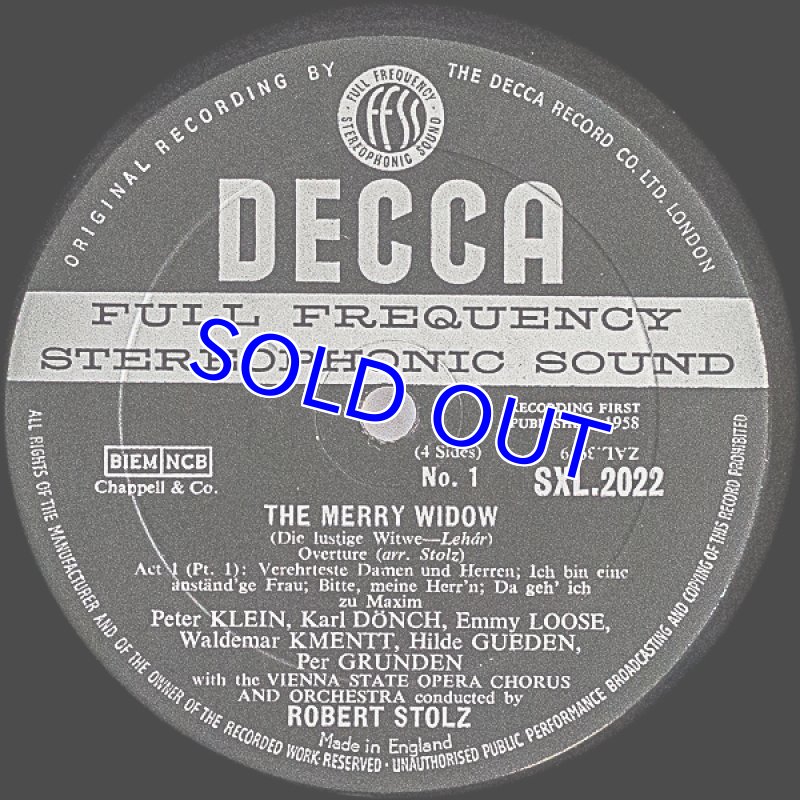 ORIGINAL RECORDING BY THE DECCA RECORD CO. LTD. LONDON
FULL FREQUENCY
FFSS
STEREOPHONIC SOUND
DECCA
FULL FREQUENCY
STEREOPHONIC SOUND
SOLD OUT
RECORDING FIRST
PUBLISHED 1958
(4 Sides)
No. 1
SXL.2022
BIEM NCB
Chappell & Co.
THE MERRY WIDOW
(Die lustige Witwe—Lehár)
Overture (arr. Stolz)
Act 1 (Pt. 1): Verehrteste Damen und Herren; Ich bin eine
anständ'ge Frau; Bitte, meine Herr'n; Da geh' ich
zu Maxim
Peter KLEIN, Karl DÖNCH, Emmy LOOSE,
Waldemar KMENTT, Hilde GUEDEN,
Per GRUNDEN
with the VIENNA STATE OPERA CHORUS
AND ORCHESTRA conducted by
ROBERT STOLZ
Made in England
ALL RIGHTS OF THE MANUFACTURER AND OF THE OWNER OF THE RECORDED WORK RESERVED · UNAUTHORISED PUBLIC PERFORMANCE BROADCASTING AND COPYING OF THIS RECORD PROHIBITED